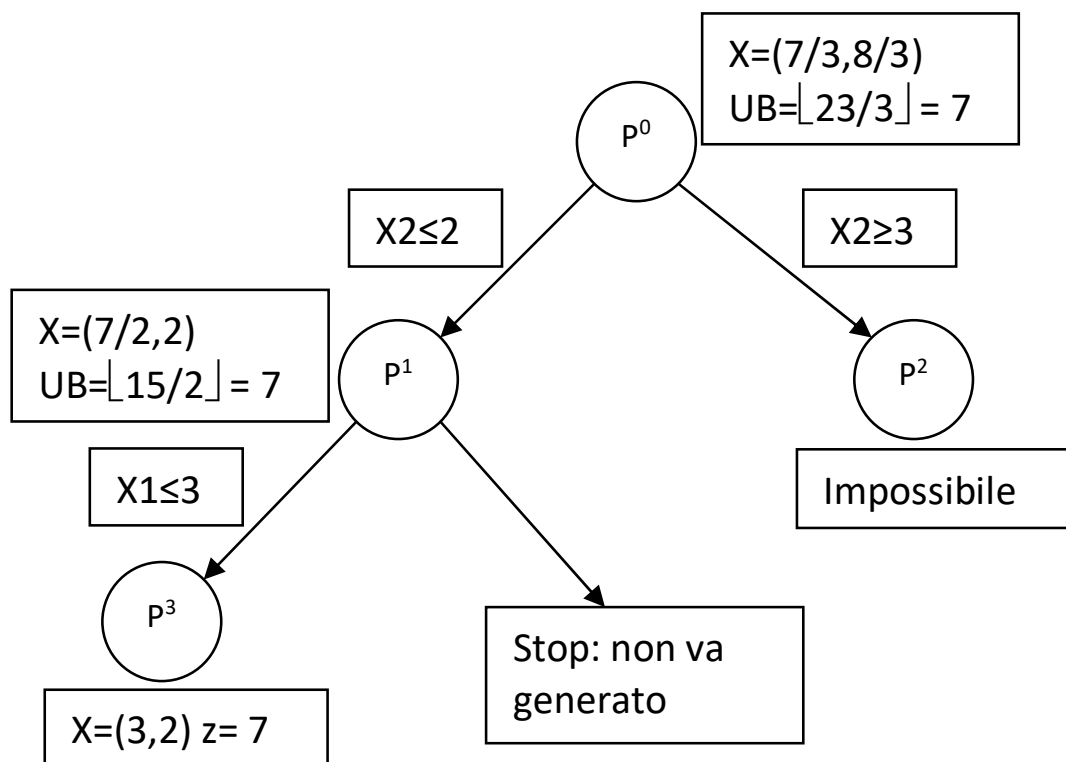 X=(7/3,8/3)
UB=⌊23/3⌋ = 7
P⁰
X2≤2
X2≥3
X=(7/2,2)
UB=⌊15/2⌋ = 7
P¹
P²
X1≤3
Impossibile
P³
Stop: non va
generato
X=(3,2) z= 7